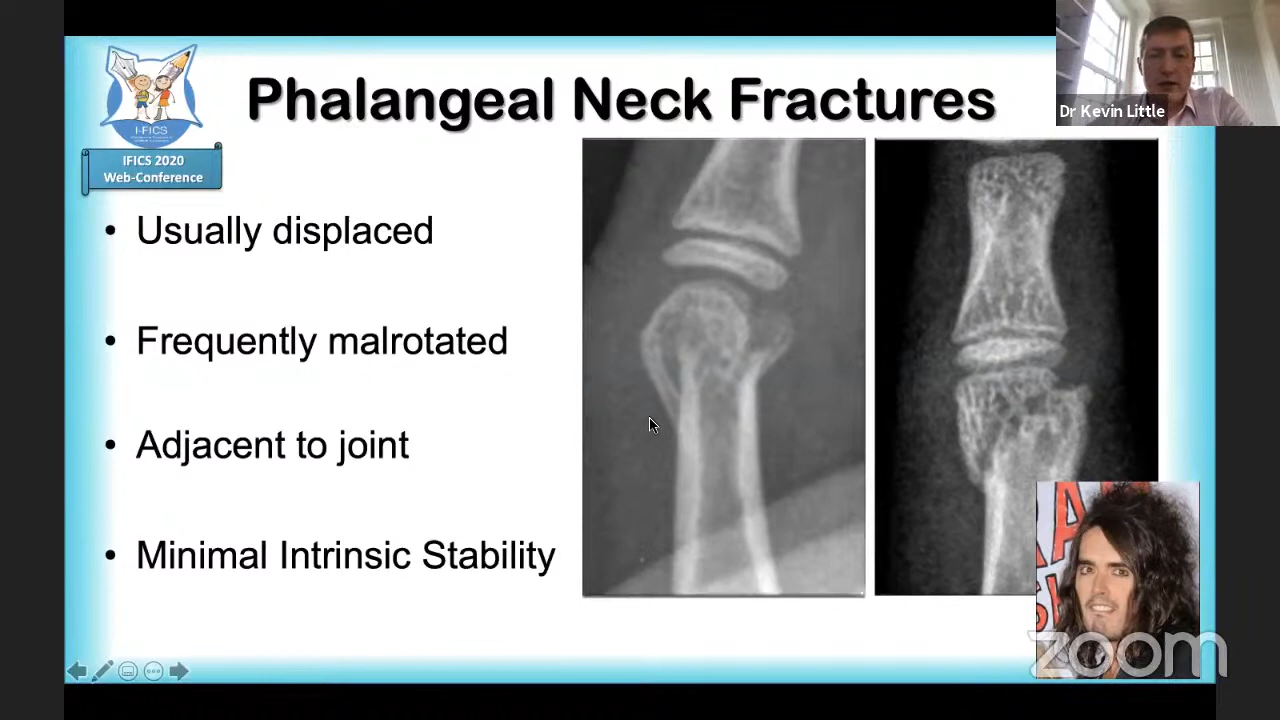 Phalangeal Neck Fractures
Dr Kevin Little
I-FICS
IFICS 2020
Web-Conference
• Usually displaced
• Frequently malrotated
• Adjacent to joint
• Minimal Intrinsic Stability
zoom